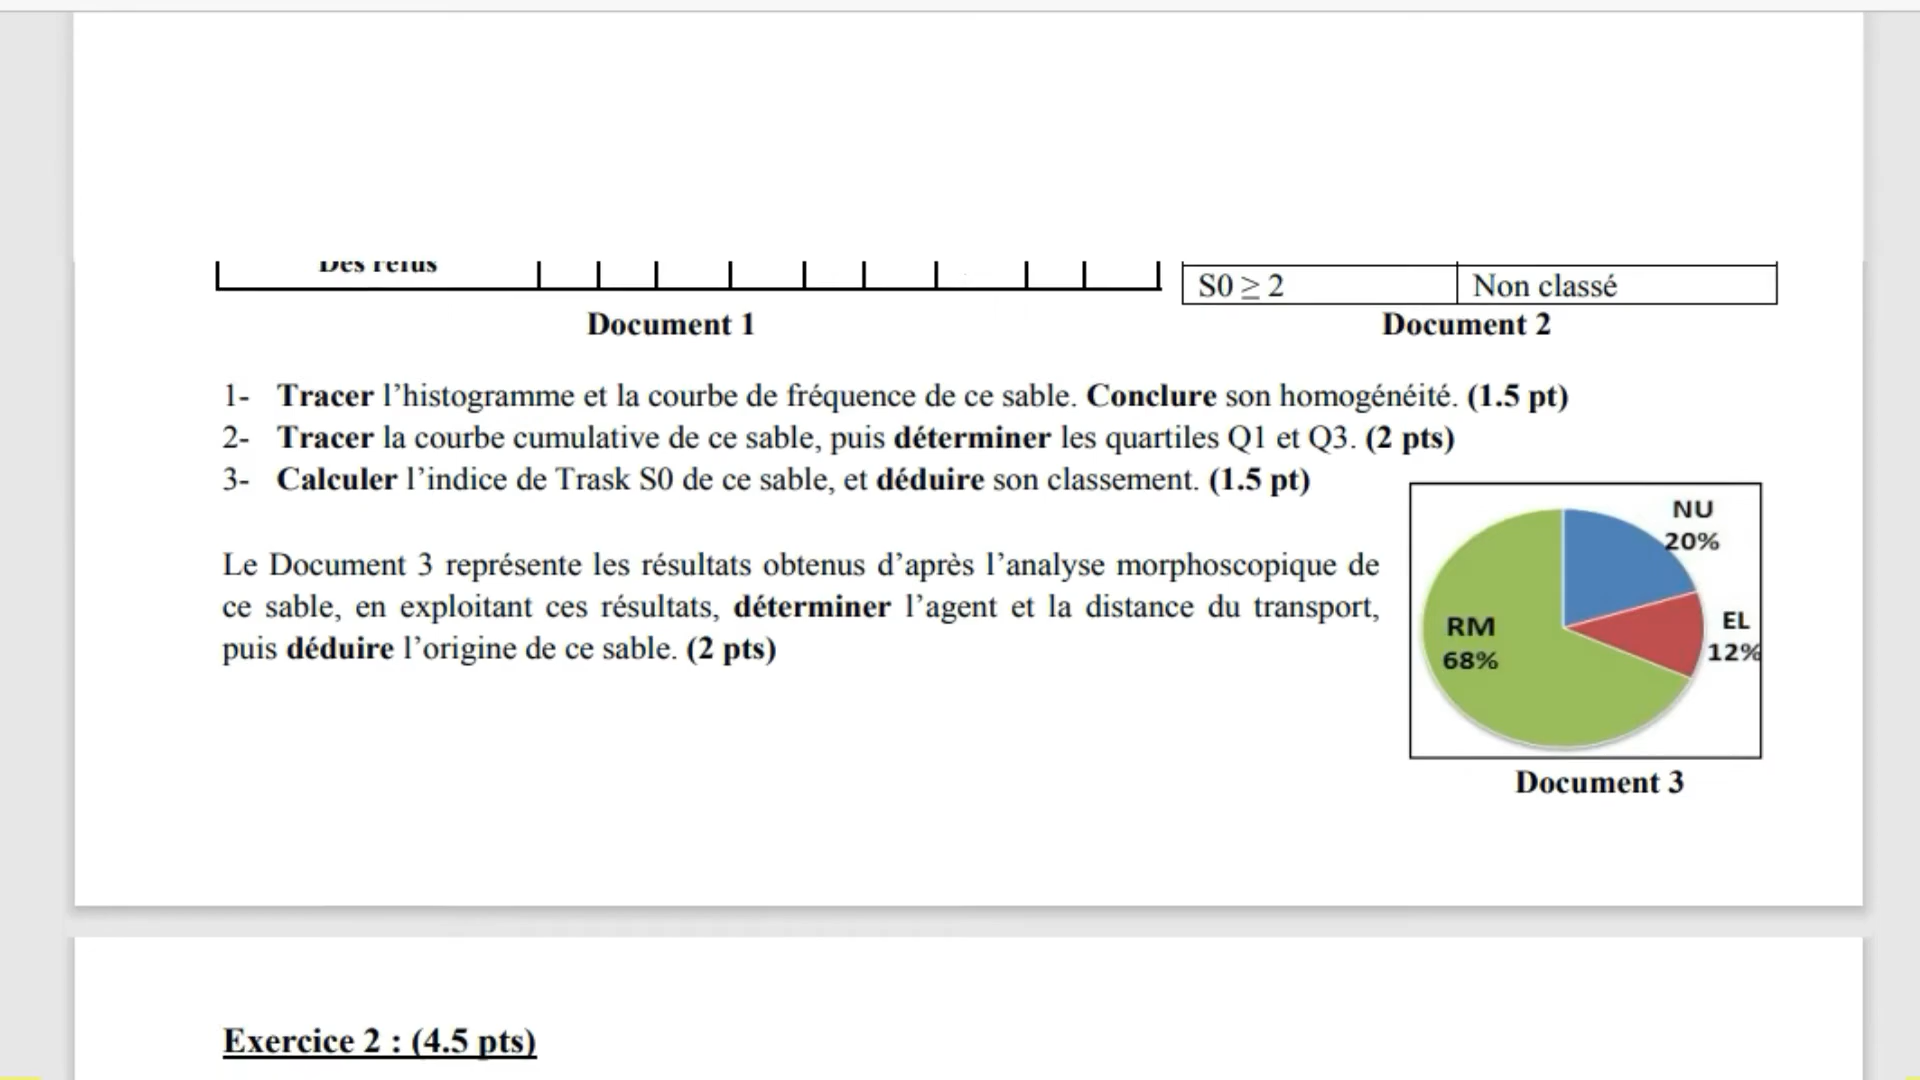 Des refus
S0 ≥ 2
Non classé
Document 1
Document 2
1- Tracer l’histogramme et la courbe de fréquence de ce sable. Conclure son homogénéité. (1.5 pt)
2- Tracer la courbe cumulative de ce sable, puis déterminer les quartiles Q1 et Q3. (2 pts)
3- Calculer l’indice de Trask S0 de ce sable, et déduire son classement. (1.5 pt)
Le Document 3 représente les résultats obtenus d’après l’analyse morphoscopique de
ce sable, en exploitant ces résultats, déterminer l’agent et la distance du transport,
puis déduire l’origine de ce sable. (2 pts)
NU
20%
EL
12%
RM
68%
Document 3
Exercice 2 : (4.5 pts)